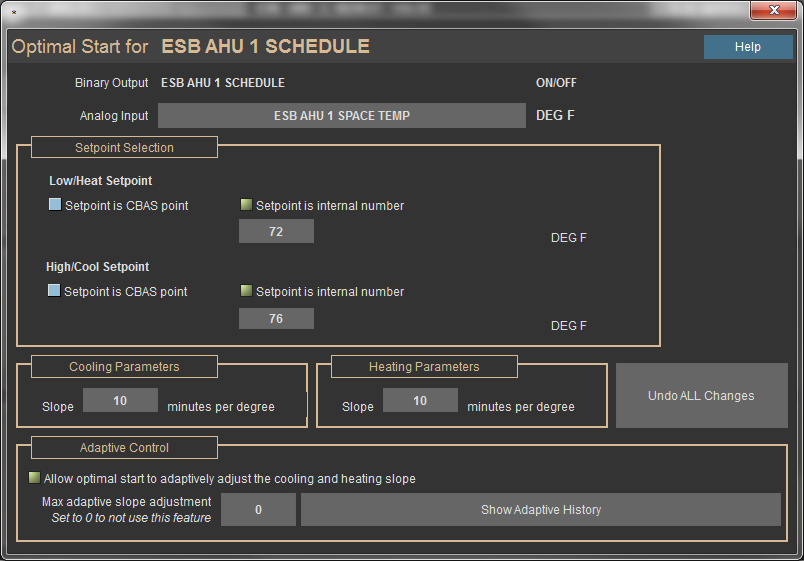 Optimal Start for ESB AHU 1 SCHEDULE
Help
Binary Output ESB AHU 1 SCHEDULE ON/OFF
Analog Input ESB AHU 1 SPACE TEMP DEG F
Setpoint Selection
Low/Heat Setpoint
Setpoint is CBAS point Setpoint is internal number
72
DEG F
High/Cool Setpoint
Setpoint is CBAS point Setpoint is internal number
76
DEG F
Cooling Parameters
Slope 10 minutes per degree
Heating Parameters
Slope 10 minutes per degree
Undo ALL Changes
Adaptive Control
Allow optimal start to adaptively adjust the cooling and heating slope
Max adaptive slope adjustment
Set to 0 to not use this feature
0
Show Adaptive History